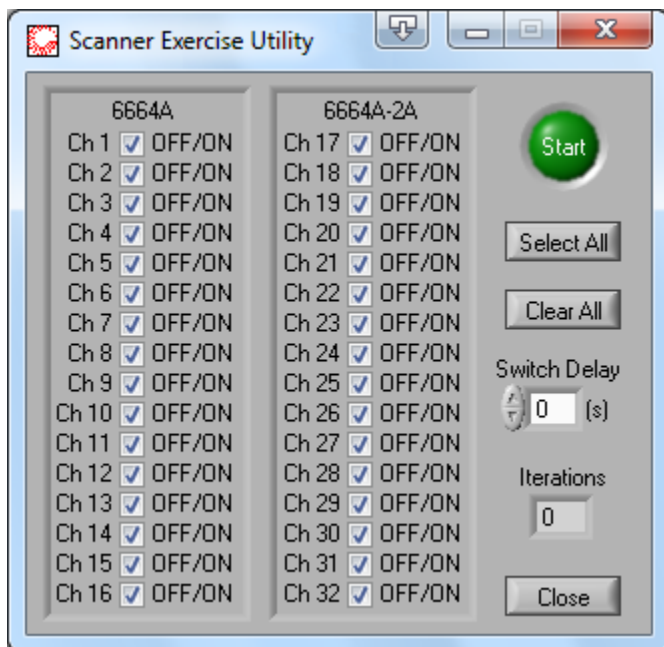 Scanner Exercise Utility
6664A
Ch 1 OFF/ON
Ch 2 OFF/ON
Ch 3 OFF/ON
Ch 4 OFF/ON
Ch 5 OFF/ON
Ch 6 OFF/ON
Ch 7 OFF/ON
Ch 8 OFF/ON
Ch 9 OFF/ON
Ch 10 OFF/ON
Ch 11 OFF/ON
Ch 12 OFF/ON
Ch 13 OFF/ON
Ch 14 OFF/ON
Ch 15 OFF/ON
Ch 16 OFF/ON
6664A-2A
Ch 17 OFF/ON
Ch 18 OFF/ON
Ch 19 OFF/ON
Ch 20 OFF/ON
Ch 21 OFF/ON
Ch 22 OFF/ON
Ch 23 OFF/ON
Ch 24 OFF/ON
Ch 25 OFF/ON
Ch 26 OFF/ON
Ch 27 OFF/ON
Ch 28 OFF/ON
Ch 29 OFF/ON
Ch 30 OFF/ON
Ch 31 OFF/ON
Ch 32 OFF/ON
Start
Select All
Clear All
Switch Delay
0 (s)
Iterations
0
Close